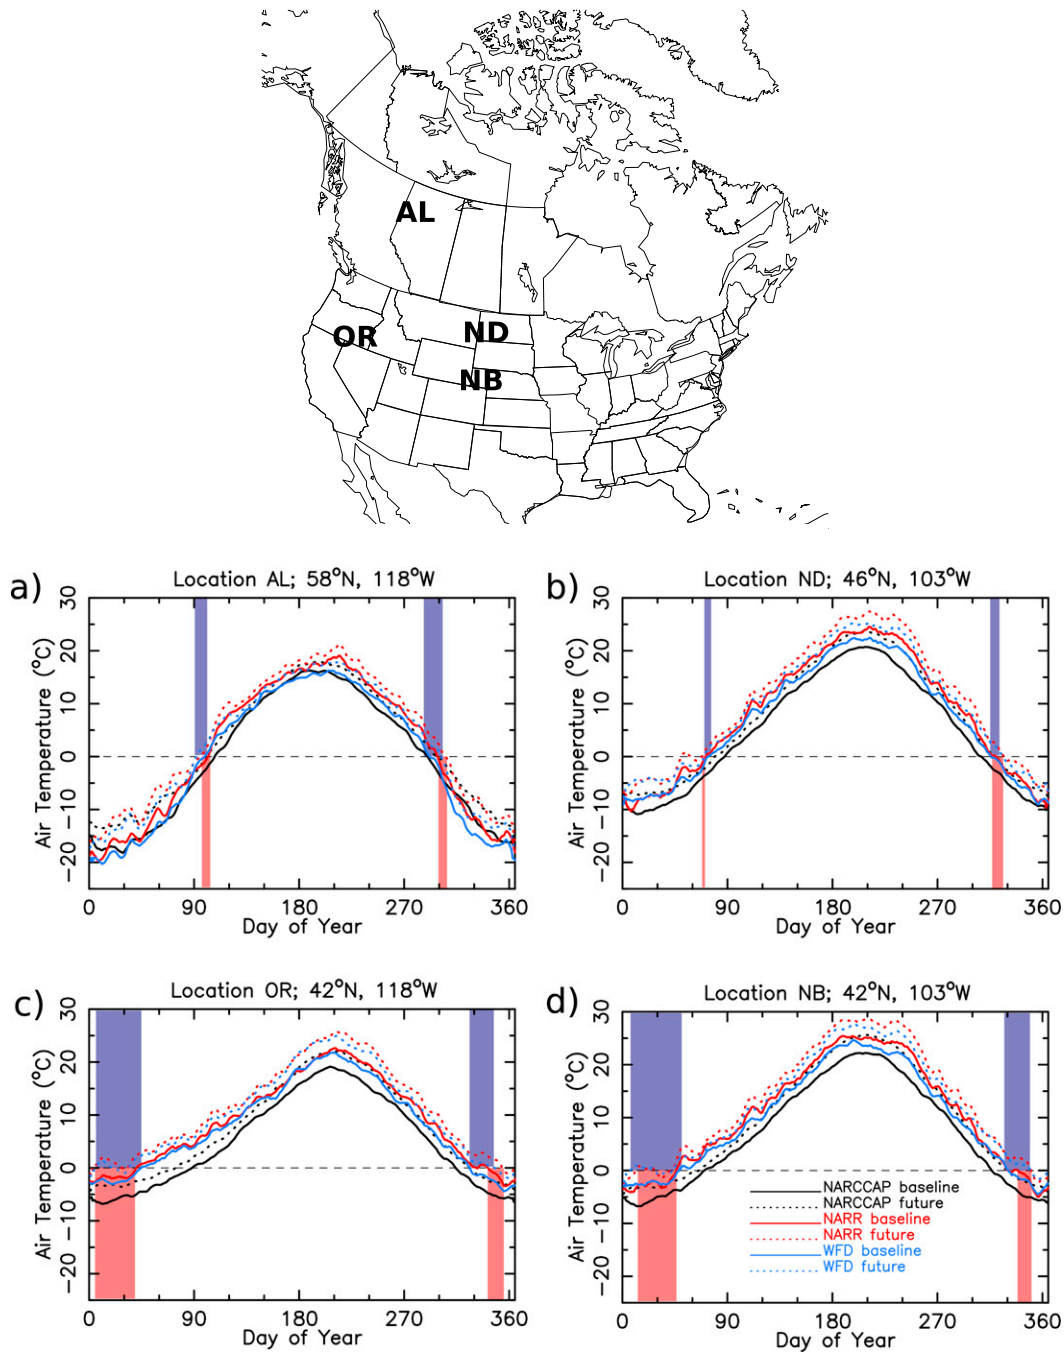 AL
OR
ND
NB
a)
Location AL; 58°N, 118°W
Air Temperature (°C)
30
20
10
0
−10
−20
0 90 180 270 360
Day of Year
b)
Location ND; 46°N, 103°W
Air Temperature (°C)
30
20
10
0
−10
−20
0 90 180 270 360
Day of Year
c)
Location OR; 42°N, 118°W
Air Temperature (°C)
30
20
10
0
−10
−20
0 90 180 270 360
Day of Year
d)
Location NB; 42°N, 103°W
Air Temperature (°C)
30
20
10
0
−10
−20
NARCCAP baseline
NARCCAP future
NARR baseline
NARR future
WFD baseline
WFD future
0 90 180 270 360
Day of Year